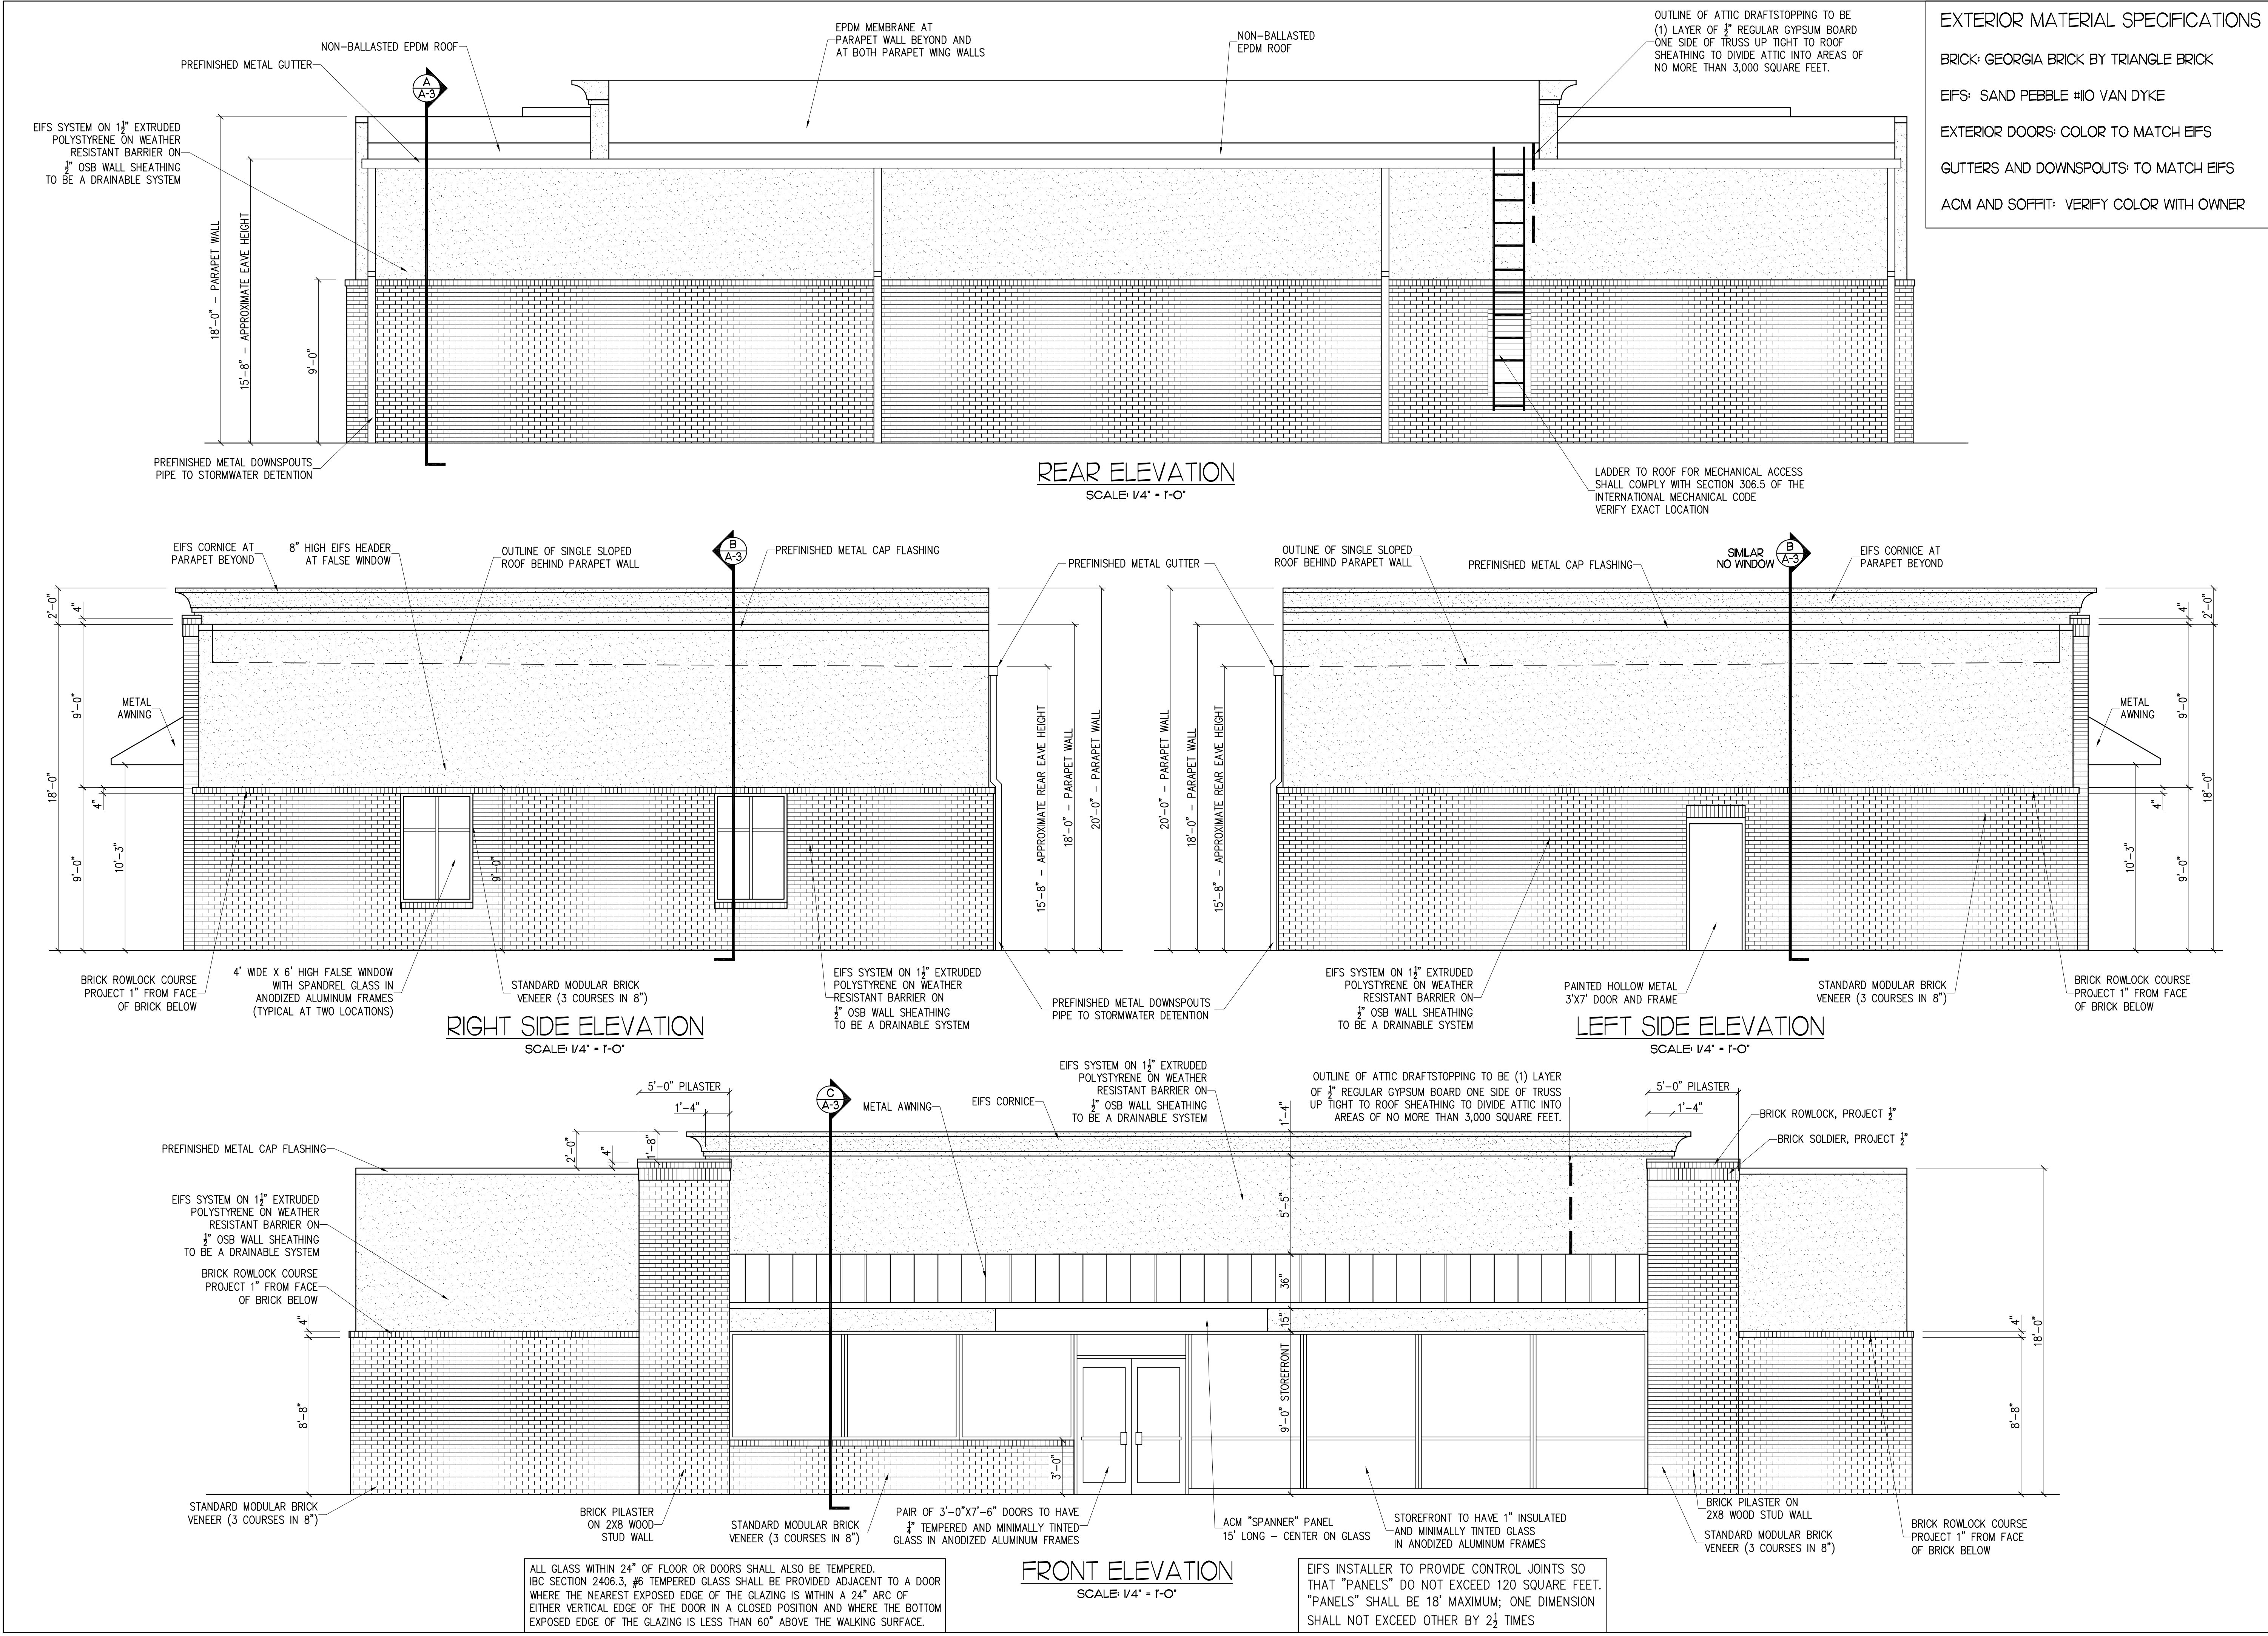 EXTERIOR MATERIAL SPECIFICATIONS
BRICK: GEORGIA BRICK BY TRIANGLE BRICK
EIFS: SAND PEBBLE #110 VAN DYKE
EXTERIOR DOORS: COLOR TO MATCH EIFS
GUTTERS AND DOWNSPOUTS: TO MATCH EIFS
ACM AND SOFFIT: VERIFY COLOR WITH OWNER
NON-BALLASTED EPDM ROOF
PREFINISHED METAL GUTTER
A
A-3
EPDM MEMBRANE AT
PARAPET WALL BEYOND AND
AT BOTH PARAPET WING WALLS
NON-BALLASTED
EPDM ROOF
OUTLINE OF ATTIC DRAFTSTOPPING TO BE
(1) LAYER OF 1/2" REGULAR GYPSUM BOARD
ONE SIDE OF TRUSS UP TIGHT TO ROOF
SHEATHING TO DIVIDE ATTIC INTO AREAS OF
NO MORE THAN 3,000 SQUARE FEET.
EIFS SYSTEM ON 1 1/2" EXTRUDED
POLYSTYRENE ON WEATHER
RESISTANT BARRIER ON
1/2" OSB WALL SHEATHING
TO BE A DRAINABLE SYSTEM
18'-0" - PARAPET WALL
15'-8" - APPROXIMATE EAVE HEIGHT
9'-0"
PREFINISHED METAL DOWNSPOUTS
PIPE TO STORMWATER DETENTION
REAR ELEVATION
SCALE: 1/4" = 1'-0"
LADDER TO ROOF FOR MECHANICAL ACCESS
SHALL COMPLY WITH SECTION 306.5 OF THE
INTERNATIONAL MECHANICAL CODE
VERIFY EXACT LOCATION
EIFS CORNICE AT
PARAPET BEYOND
8" HIGH EIFS HEADER
AT FALSE WINDOW
OUTLINE OF SINGLE SLOPED
ROOF BEHIND PARAPET WALL
B
A-3
PREFINISHED METAL CAP FLASHING
PREFINISHED METAL GUTTER
2'-0"
4"
9'-0"
18'-0"
METAL
AWNING
4"
9'-0"
10'-3"
9'-0"
15'-8" - APPROXIMATE REAR EAVE HEIGHT
18'-0" - PARAPET WALL
20'-0" - PARAPET WALL
BRICK ROWLOCK COURSE
PROJECT 1" FROM FACE
OF BRICK BELOW
4' WIDE X 6' HIGH FALSE WINDOW
WITH SPANDREL GLASS IN
ANODIZED ALUMINUM FRAMES
(TYPICAL AT TWO LOCATIONS)
STANDARD MODULAR BRICK
VENEER (3 COURSES IN 8")
EIFS SYSTEM ON 1 1/2" EXTRUDED
POLYSTYRENE ON WEATHER
RESISTANT BARRIER ON
1/2" OSB WALL SHEATHING
TO BE A DRAINABLE SYSTEM
PREFINISHED METAL DOWNSPOUTS
PIPE TO STORMWATER DETENTION
RIGHT SIDE ELEVATION
SCALE: 1/4" = 1'-0"
OUTLINE OF SINGLE SLOPED
ROOF BEHIND PARAPET WALL
PREFINISHED METAL CAP FLASHING
SIMILAR
NO WINDOW
B
A-3
EIFS CORNICE AT
PARAPET BEYOND
20'-0" - PARAPET WALL
18'-0" - PARAPET WALL
15'-8" - APPROXIMATE REAR EAVE HEIGHT
4"
2'-0"
9'-0"
METAL
AWNING
18'-0"
4"
10'-3"
9'-0"
EIFS SYSTEM ON 1 1/2" EXTRUDED
POLYSTYRENE ON WEATHER
RESISTANT BARRIER ON
1/2" OSB WALL SHEATHING
TO BE A DRAINABLE SYSTEM
PAINTED HOLLOW METAL
3'X7' DOOR AND FRAME
STANDARD MODULAR BRICK
VENEER (3 COURSES IN 8")
BRICK ROWLOCK COURSE
PROJECT 1" FROM FACE
OF BRICK BELOW
LEFT SIDE ELEVATION
SCALE: 1/4" = 1'-0"
5'-0" PILASTER
1'-4"
C
A-3
METAL AWNING
EIFS CORNICE
EIFS SYSTEM ON 1 1/2" EXTRUDED
POLYSTYRENE ON WEATHER
RESISTANT BARRIER ON
1/2" OSB WALL SHEATHING
TO BE A DRAINABLE SYSTEM
OUTLINE OF ATTIC DRAFTSTOPPING TO BE (1) LAYER
OF 1/2" REGULAR GYPSUM BOARD ONE SIDE OF TRUSS
UP TIGHT TO ROOF SHEATHING TO DIVIDE ATTIC INTO
AREAS OF NO MORE THAN 3,000 SQUARE FEET.
5'-0" PILASTER
1'-4"
BRICK ROWLOCK, PROJECT 1/2"
BRICK SOLDIER, PROJECT 1/2"
PREFINISHED METAL CAP FLASHING
2'-0"
4"
1'-8"
1'-4"
5'-5"
36"
15"
9'-0" STOREFRONT
3'-0"
EIFS SYSTEM ON 1 1/2" EXTRUDED
POLYSTYRENE ON WEATHER
RESISTANT BARRIER ON
1/2" OSB WALL SHEATHING
TO BE A DRAINABLE SYSTEM
BRICK ROWLOCK COURSE
PROJECT 1" FROM FACE
OF BRICK BELOW
4"
8'-8"
4"
18'-0"
8'-8"
STANDARD MODULAR BRICK
VENEER (3 COURSES IN 8")
BRICK PILASTER
ON 2X8 WOOD
STUD WALL
STANDARD MODULAR BRICK
VENEER (3 COURSES IN 8")
PAIR OF 3'-0"X7'-6" DOORS TO HAVE
1/4" TEMPERED AND MINIMALLY TINTED
GLASS IN ANODIZED ALUMINUM FRAMES
ACM "SPANNER" PANEL
15' LONG - CENTER ON GLASS
STOREFRONT TO HAVE 1" INSULATED
AND MINIMALLY TINTED GLASS
IN ANODIZED ALUMINUM FRAMES
BRICK PILASTER ON
2X8 WOOD STUD WALL
STANDARD MODULAR BRICK
VENEER (3 COURSES IN 8")
BRICK ROWLOCK COURSE
PROJECT 1" FROM FACE
OF BRICK BELOW
FRONT ELEVATION
SCALE: 1/4" = 1'-0"
ALL GLASS WITHIN 24" OF FLOOR OR DOORS SHALL ALSO BE TEMPERED.
IBC SECTION 2406.3, #6 TEMPERED GLASS SHALL BE PROVIDED ADJACENT TO A DOOR
WHERE THE NEAREST EXPOSED EDGE OF THE GLAZING IS WITHIN A 24" ARC OF
EITHER VERTICAL EDGE OF THE DOOR IN A CLOSED POSITION AND WHERE THE BOTTOM
EXPOSED EDGE OF THE GLAZING IS LESS THAN 60" ABOVE THE WALKING SURFACE.
EIFS INSTALLER TO PROVIDE CONTROL JOINTS SO
THAT "PANELS" DO NOT EXCEED 120 SQUARE FEET.
"PANELS" SHALL BE 18' MAXIMUM; ONE DIMENSION
SHALL NOT EXCEED OTHER BY 2 1/2 TIMES